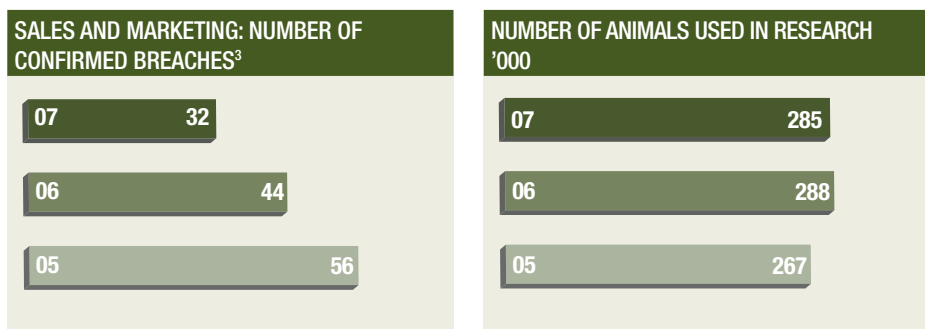 SALES AND MARKETING: NUMBER OF
CONFIRMED BREACHES³
07 32
06 44
05 56
NUMBER OF ANIMALS USED IN RESEARCH
’000
07 285
06 288
05 267